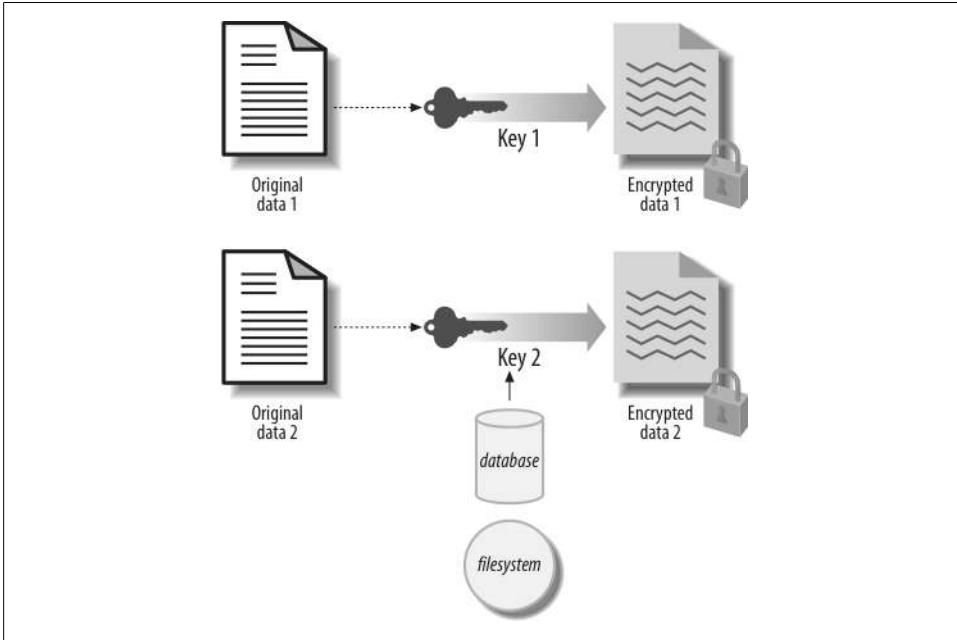 Key 1
Original
data 1
Encrypted
data 1
Key 2
Original
data 2
Encrypted
data 2
database
filesystem